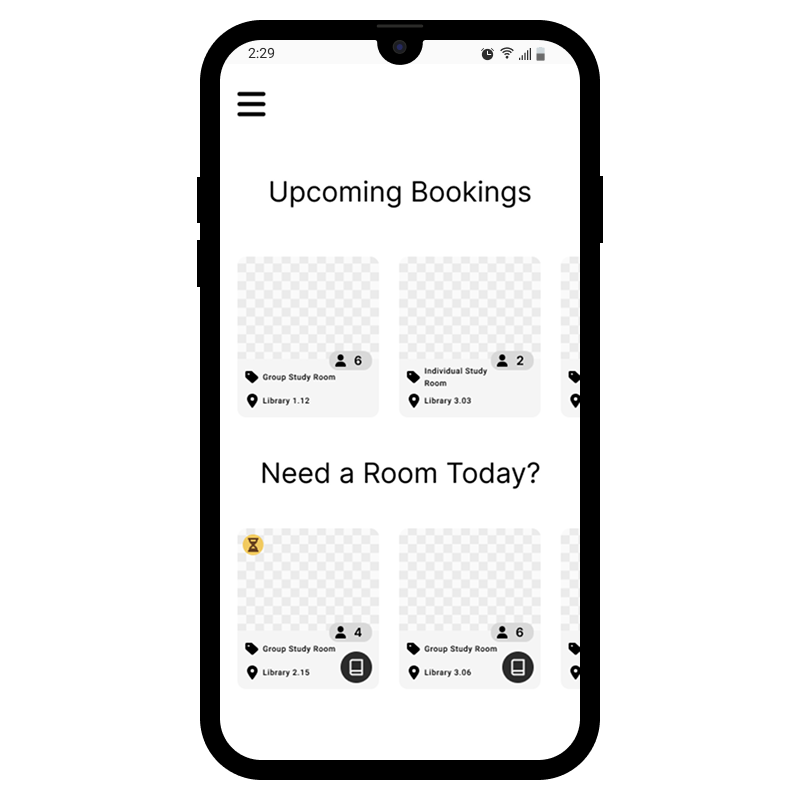 2:29
Upcoming Bookings
6
Group Study Room
Library 1.12
2
Individual Study
Room
Library 3.03
Need a Room Today?
4
Group Study Room
Library 2.15
6
Group Study Room
Library 3.06